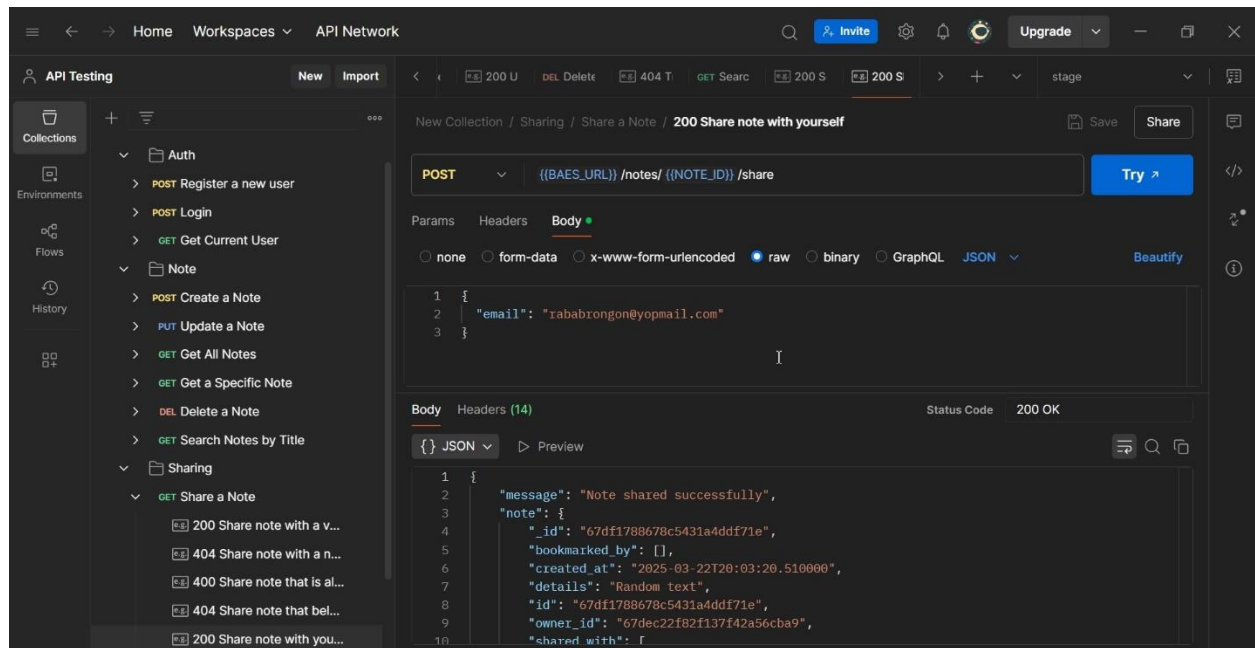 Home Workspaces API Network Invite Upgrade
API Testing New Import 200 U DEL Delete 404 GET Searc 200 S 200 S stage
Collections
Environments
Flows
History
Auth
POST Register a new user
POST Login
GET Get Current User
Note
POST Create a Note
PUT Update a Note
GET Get All Notes
GET Get a Specific Note
DEL Delete a Note
GET Search Notes by Title
Sharing
GET Share a Note
e.g. 200 Share note with a v...
e.g. 404 Share note with a n...
e.g. 400 Share note that is al...
e.g. 404 Share note that bel...
e.g. 200 Share note with you...
New Collection / Sharing / Share a Note / 200 Share note with yourself Save Share
POST {{BAES_URL}} /notes/ {{NOTE_ID}} /share Try
Params Headers Body
none form-data x-www-form-urlencoded raw binary GraphQL JSON Beautify
1 {
2 "email": "rababrongon@yopmail.com"
3 }
Body Headers (14) Status Code 200 OK
{} JSON Preview
1 {
2 "message": "Note shared successfully",
3 "note": {
4 "_id": "67df1788678c5431a4ddf71e",
5 "bookmarked_by": [],
6 "created_at": "2025-03-22T20:03:20.510000",
7 "details": "Random text",
8 "id": "67df1788678c5431a4ddf71e",
9 "owner_id": "67dec22f82f137f42a56cba9",
10 "shared_with": [